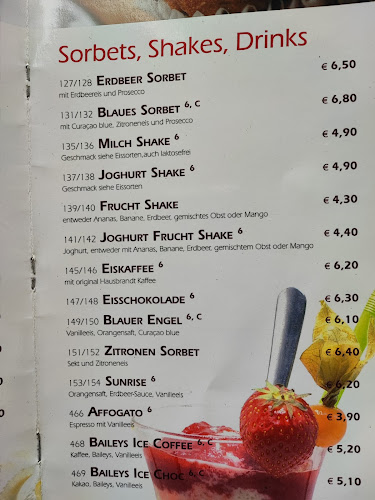 Sorbets, Shakes, Drinks
127/128 ERDBEER SORBET € 6,50
mit Erdbeereis und Prosecco
131/132 BLAUES SORBET 6, C € 6,80
mit Curaçao blue, Zitroneneis und Prosecco
135/136 MILCH SHAKE 6 € 4,90
Geschmack siehe Eissorten,auch laktosefrei
137/138 JOGHURT SHAKE 6 € 4,90
Geschmack siehe Eissorten
139/140 FRUCHT SHAKE € 4,30
entweder Ananas, Banane, Erdbeer, gemischtes Obst oder Mango
141/142 JOGHURT FRUCHT SHAKE 6 € 4,40
Joghurt, entweder mit Ananas, Banane, Erdbeer, gemischtem Obst oder Mango
145/146 EISKAFFEE 6 € 6,20
mit original Hausbrandt Kaffee
147/148 EISSCHOKOLADE 6 € 6,30
149/150 BLAUER ENGEL 6, C € 6,10
Vanilleeis, Orangensaft, Curaçao blue
151/152 ZITRONEN SORBET € 6,40
Sekt und Zitroneneis
153/154 SUNRISE 6 € 6,20
Orangensaft, Erdbeer-Sauce, Vanilleeis
466 AFFOGATO 6 € 3,90
Espresso mit Vanilleeis
468 BAILEYS ICE COFFEE 6, C € 5,20
Kaffee, Baileys, Vanilleeis
469 BAILEYS ICE CHOC 6, C € 5,10
Kakao, Baileys, Vanilleeis